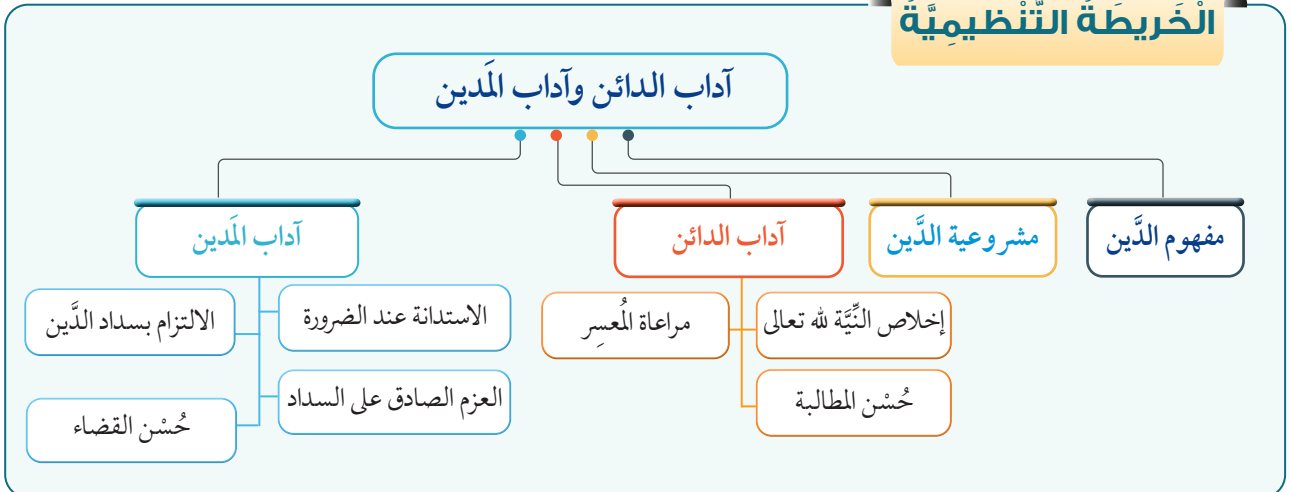 الْخَريطَةُ التَّنْظيمِيَّةُ
آداب الدائن وآداب المَدين
مفهوم الدَّين
مشروعية الدَّين
آداب الدائن
آداب المَدين
إخلاص النِّيَّة لله تعالى
مراعاة المُعسِر
حُسْن المطالبة
الاستدانة عند الضرورة
الالتزام بسداد الدَّين
العزم الصادق على السداد
حُسْن القضاء